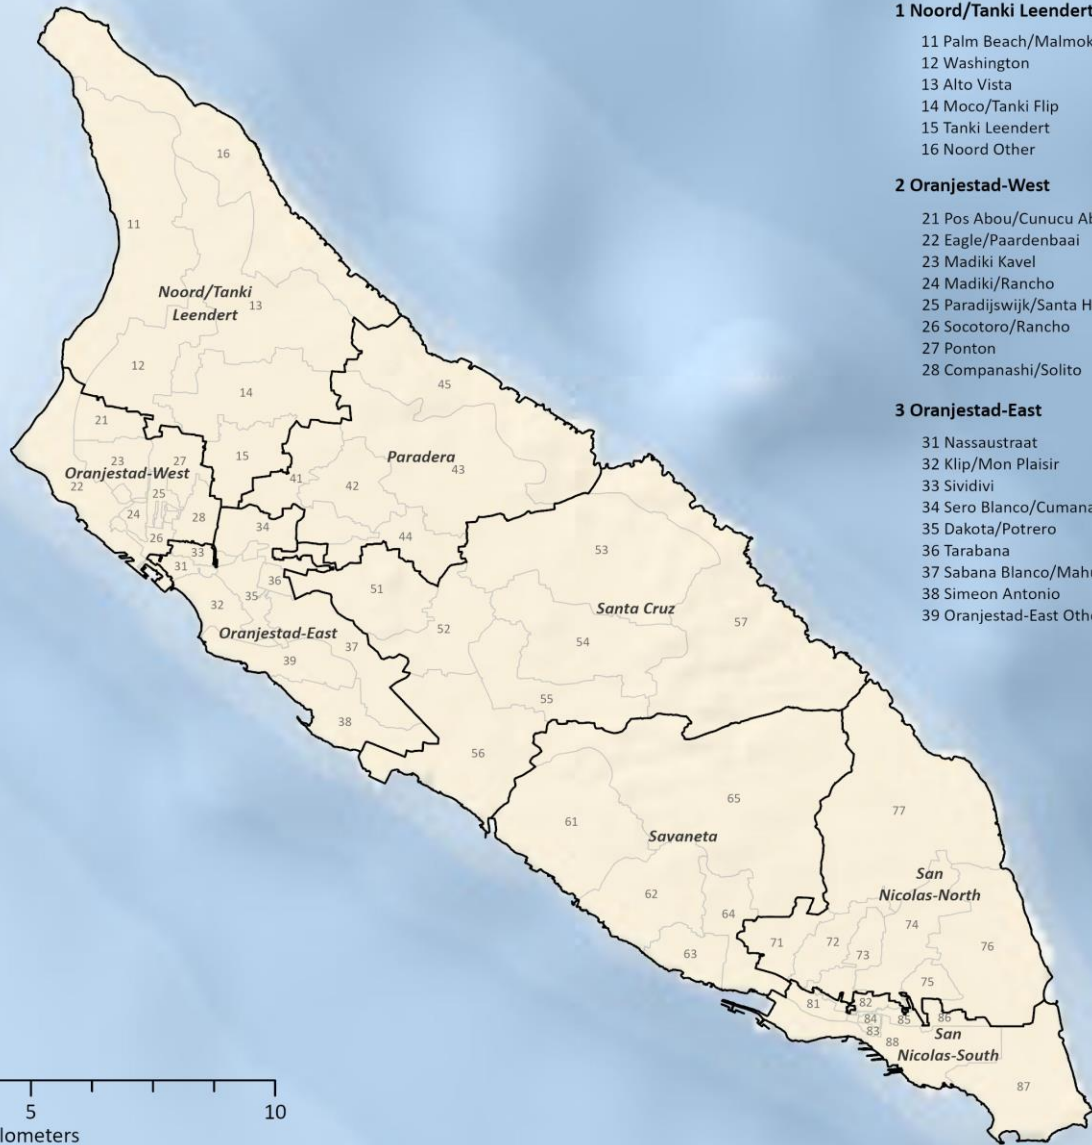 1 Noord/Tanki Leendert
11 Palm Beach/Malmok
12 Washington
13 Alto Vista
14 Moco/Tanki Flip
15 Tanki Leendert
16 Noord Other
2 Oranjestad-West
21 Pos Abou/Cunucu Ab
22 Eagle/Paardenbaai
23 Madiki Kavel
24 Madiki/Rancho
25 Paradijswijk/Santa H
26 Socotoro/Rancho
27 Ponton
28 Companashi/Solito
3 Oranjestad-East
31 Nassaustraat
32 Klip/Mon Plaisir
33 Sividivi
34 Sero Blanco/Cumana
35 Dakota/Potrero
36 Tarabana
37 Sabana Blanco/Mahu
38 Simeon Antonio
39 Oranjestad-East Oth
16
11
Noord/Tanki
Leendert
13
12
14
45
21
15
Paradera
43
23
27
Oranjestad-West
22
25
41
42
24
28
26
34
44
33
31
53
36
35
32
51
Santa Cruz
57
Oranjestad-East
37
52
54
39
55
38
56
65
61
77
Savaneta
San
Nicolas-North
62
64
74
71
72
73
76
63
75
81
82
84
85
86
83
88
San
Nicolas-South
87
5
10
lometers